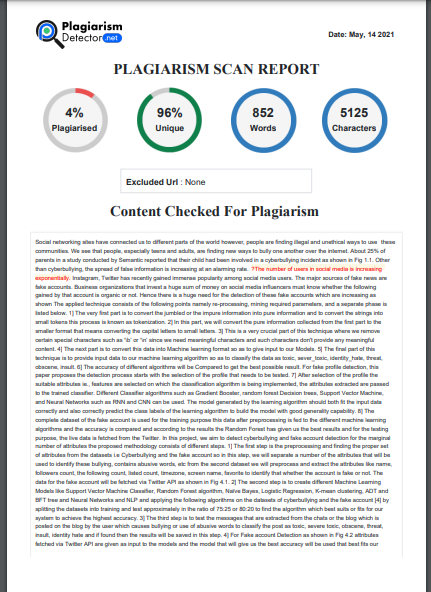 Plagiarism
Detector.net
Date: May, 14 2021
PLAGIARISM SCAN REPORT
4%
Plagiarised
96%
Unique
852
Words
5125
Characters
Excluded Url : None
Content Checked For Plagiarism
Social networking sites have connected us to different parts of the world however, people are finding illegal and unethical ways to use these
communities. We see that people, especially teens and adults, are finding new ways to bully one another over the internet. About 25% of
parents in a study conducted by Symantec reported that their child had been involved in a cyberbullying incident as shown in Fig 1.1. Other
than cyberbullying, the spread of false information is increasing at an alarming rate. ?The number of users in social media is increasing
exponentially. Instagram, Twitter has recently gained immense popularity among social media users. The major sources of fake news are
fake accounts. Business organizations that invest a huge sum of money on social media influencers must know whether the following
gained by that account is organic or not. Hence there is a huge need for the detection of these fake accounts which are increasing as
shown The applied technique consists of the following points namely re-processing, mining required parameters, and a separate phase is
listed below. 1] The very first part is to convert the jumbled or the impure information into pure information and to convert the strings into
small tokens this process is known as tokenization. 2] In this part, we will convert the pure information collected from the first part to the
smaller format that means converting the capital letters to small letters. 3] This is a very crucial part of this technique where we remove
certain special characters such as '\b' or '\n' since we need meaningful characters and such characters don't provide any meaningful
content. 4] The next part is to convert this data into Machine learning format so as to give input to our Models. 5] The final part of this
technique is to provide input data to our machine learning algorithm so as to classify the data as toxic, sever_toxic, identity_hate, threat,
obscene, insult. 6] The accuracy of different algorithms will be Compared to get the best possible result. For fake profile detection, this
paper proposes the detection process starts with the selection of the profile that needs to be tested. 7] After selection of the profile the
suitable attributes ie., features are selected on which the classification algorithm is being implemented, the attributes extracted are passed
to the trained classifier. Different Classifier algorithms such as Gradient Booster, random forest Decision trees, Support Vector Machine,
and Neural Networks such as RNN and CNN can be used. The model generated by the learning algorithm should both fit the input data
correctly and also correctly predict the class labels of the learning algorithm to build the model with good generality capability. 8] The
complete dataset of the fake account is used for the training purpose this data after preprocessing is fed to the different machine learning
algorithms and the accuracy is compared and according to the results the Random Forest has given us the best results and for the testing
purpose, the live data is fetched from the Twitter. In this project, we aim to detect cyberbullying and fake account detection for the marginal
number of attributes the proposed methodology consists of different steps. 1] The first step is the preprocessing and finding the proper set
of attributes from the datasets i.e Cyberbullying and the fake account so in this step, we will separate a number of attributes that will be
used to identify these bullying, contains abusive words, etc from the second dataset we will preprocess and extract the attributes like name,
followers count, the following count, listed count, timezone, screen name, favorite to identify that whether the account is fake or not. The
data for the fake account will be fetched via Twitter API as shown in Fig 4.1. 2] The second step is to create different Machine Learning
Models like Support Vector Machine Classifier, Random Forest algorithm, Naive Bayes, Logistic Regression, K-mean clustering, ADT and
BFT tree and Neural Networks and NLP and applying the following algorithms on the datasets of cyberbullying and the fake account [4] by
splitting the datasets into training and text approximately in the ratio of 75:25 or 80:20 to find the algorithm which best suits or fits for our
system to achieve the highest accuracy. 3] The third step is to test the messages that are extracted from the chats or the blog which is
posted on the blog by the user which causes bullying or use of abusive words to classify the post as toxic, severe toxic, obscene, threat,
insult, identity hate and if found then the results will be saved in this step. 4] For Fake account Detection as shown in Fig 4.2 attributes
fetched via Twitter API are given as input to the models and the model that will give us the best accuracy will be used that best fits our